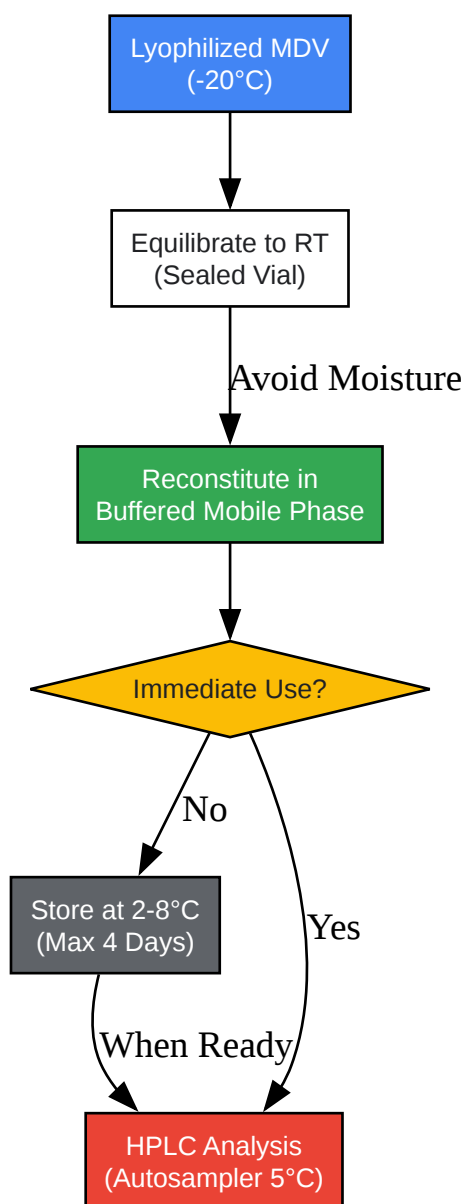 Lyophilized MDV
(-20°C)
Equilibrate to RT
(Sealed Vial)
Avoid Moisture
Reconstitute in
Buffered Mobile Phase
Immediate Use?
No
Store at 2-8°C
(Max 4 Days)
Yes
When Ready
HPLC Analysis
(Autosampler 5°C)